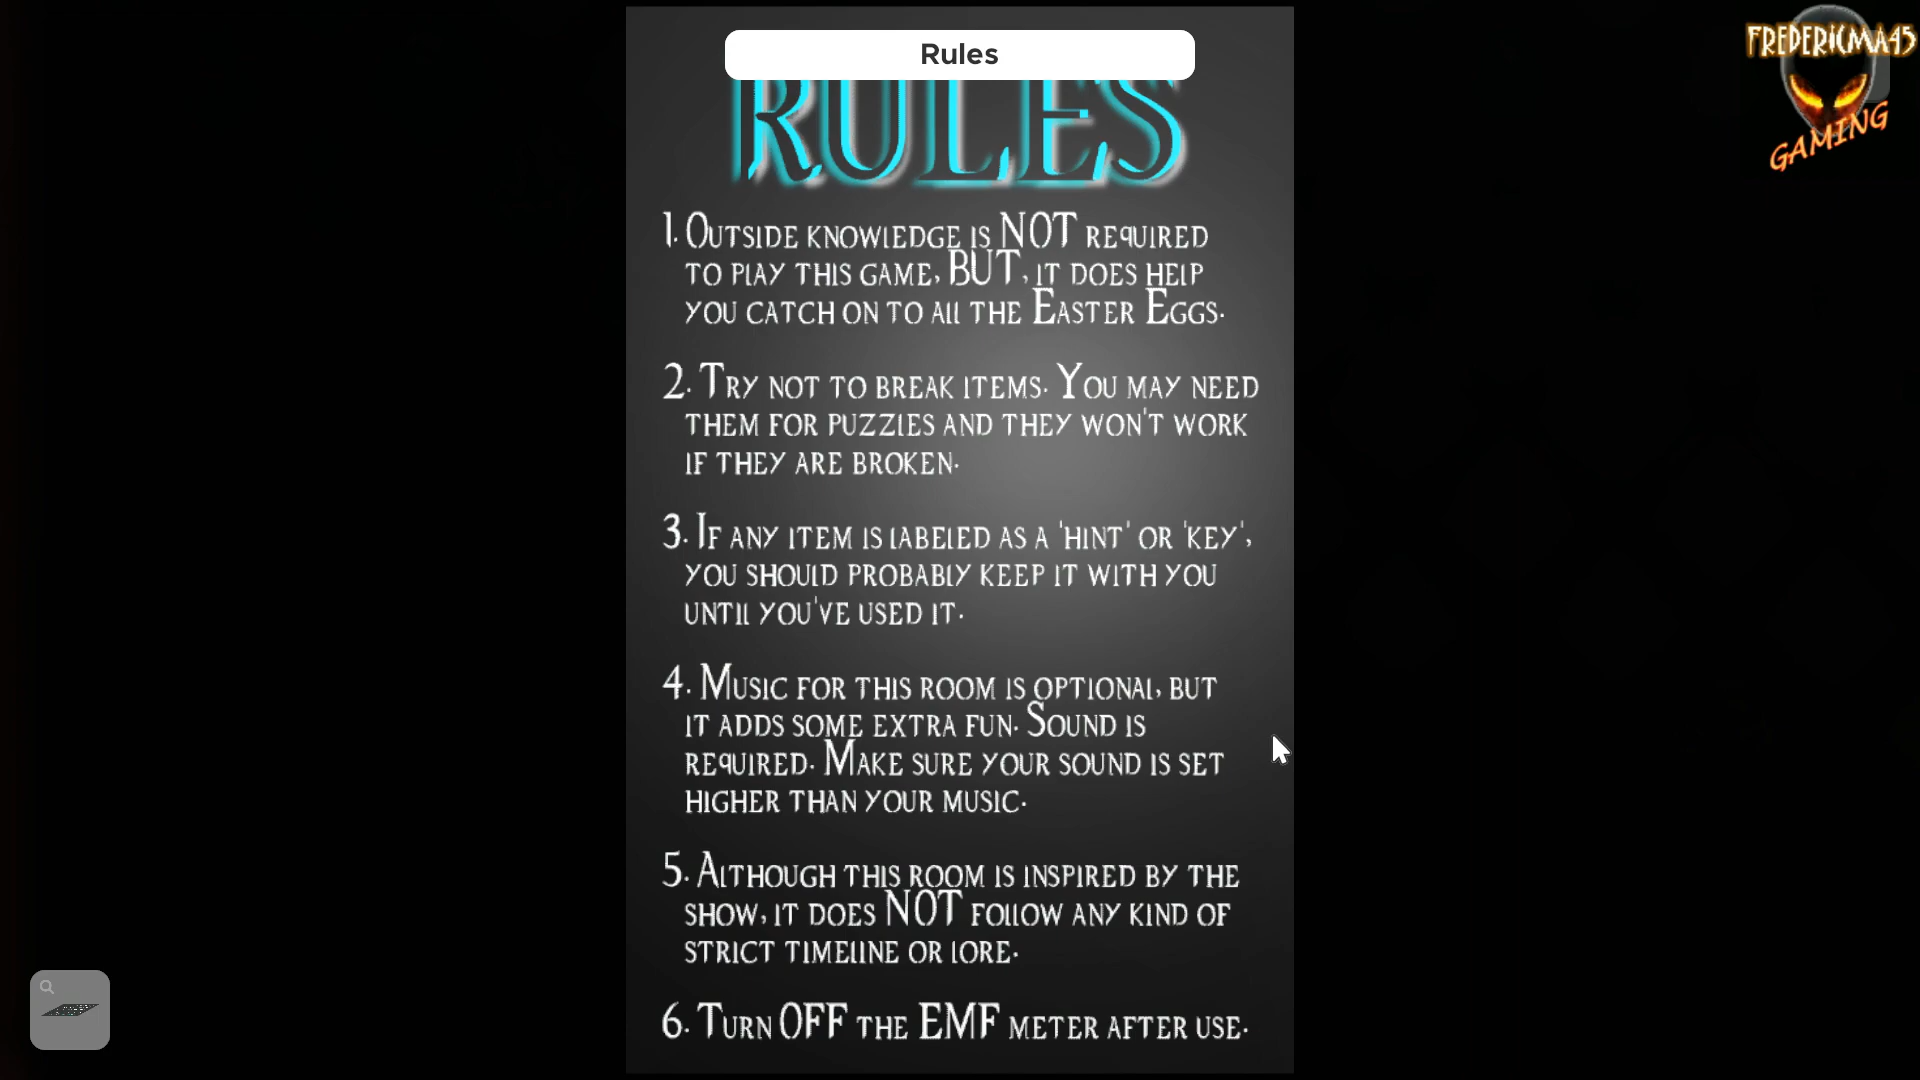 Rules
RULES
1. Outside knowledge is NOT required
to play this game, BUT, it does help
you catch on to all the Easter Eggs.
2. Try not to break items. You may need
them for puzzles and they won't work
if they are broken.
3. If any item is labeled as a 'hint' or 'key',
you should probably keep it with you
until you've used it.
4. Music for this room is optional, but
it adds some extra fun. Sound is
required. Make sure your sound is set
higher than your music.
5. Although this room is inspired by the
show, it does NOT follow any kind of
strict timeline or lore.
6. Turn OFF the EMF meter after use.
FREDERICMA45
GAMING